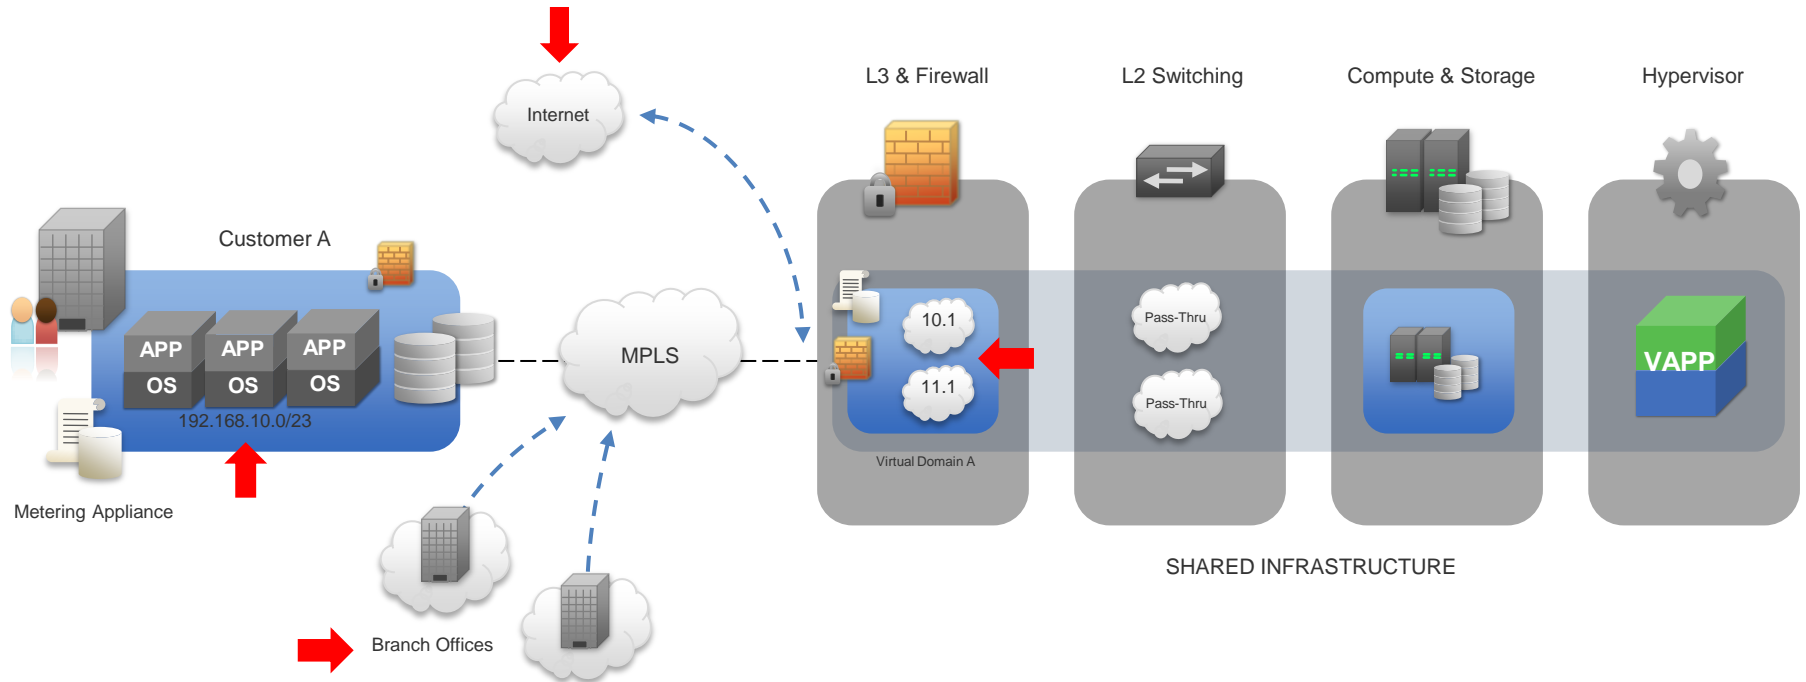 L3 & Firewall
L2 Switching
Compute & Storage
Hypervisor
Internet
Customer A
APP
OS
APP
OS
APP
OS
192.168.10.0/23
Metering Appliance
MPLS
Branch Offices
10.1
11.1
Virtual Domain A
Pass-Thru
Pass-Thru
VAPP
SHARED INFRASTRUCTURE